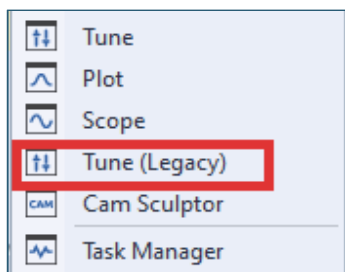 Tune
Plot
Scope
Tune (Legacy)
CAM Cam Sculptor
Task Manager